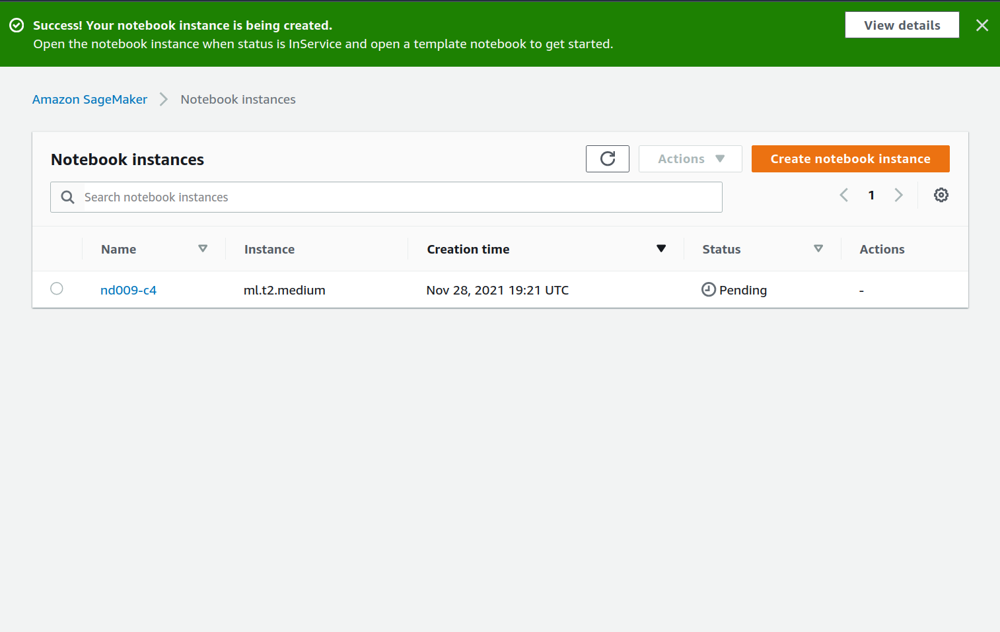 Success! Your notebook instance is being created.
View details
Open the notebook instance when status is InService and open a template notebook to get started.
Amazon SageMaker
Notebook instances
Notebook instances
Actions
Create notebook instance
Search notebook instances
1
Name
Instance
Creation time
Status
Actions
nd009-c4
ml.t2.medium
Nov 28, 2021 19:21 UTC
Pending
-